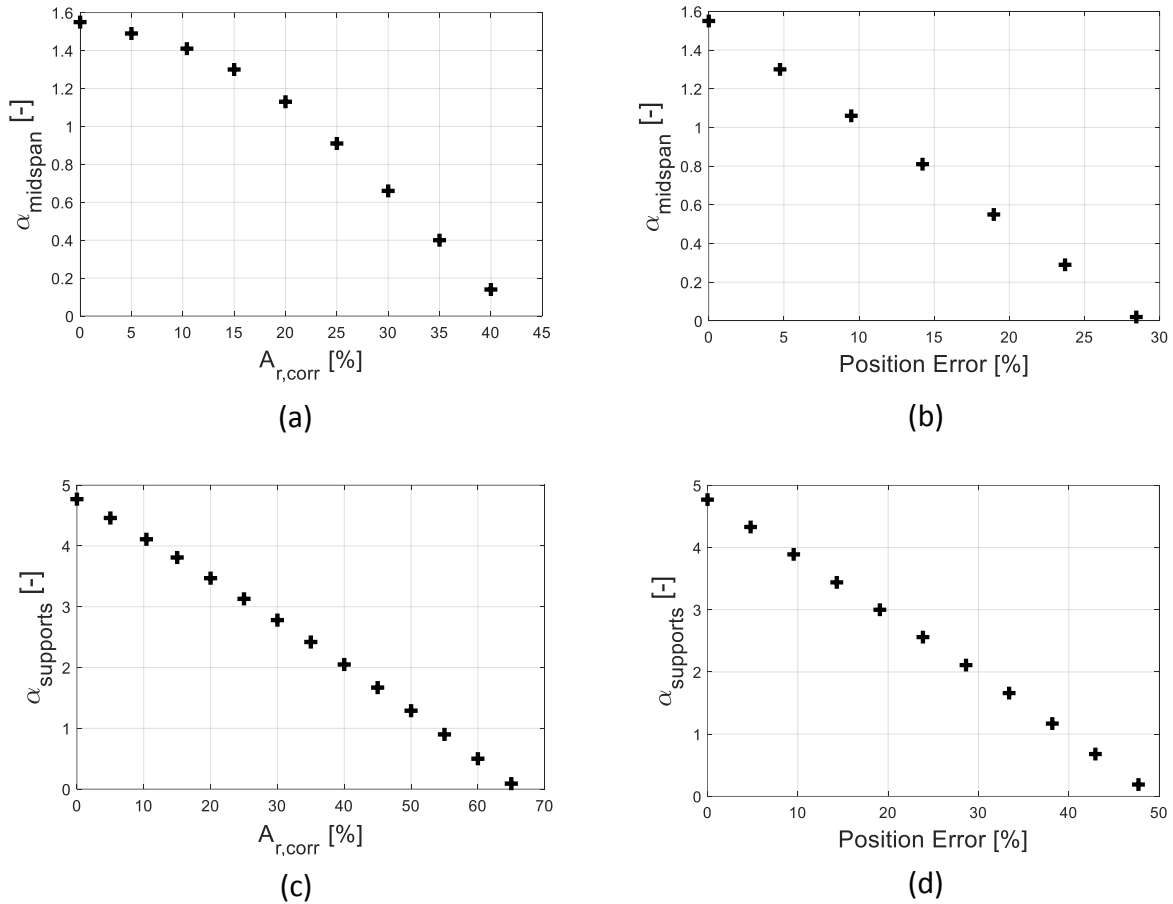 1.6
1.4
1.2
1
0.8
0.6
0.4
0.2
0
α_midspan [-]
0 5 10 15 20 25 30 35 40 45
A_r,corr [%]
(a)
1.6
1.4
1.2
1
0.8
0.6
0.4
0.2
0
α_midspan [-]
0 5 10 15 20 25 30
Position Error [%]
(b)
5
4
3
2
1
0
α_supports [-]
0 10 20 30 40 50 60 70
A_r,corr [%]
(c)
5
4
3
2
1
0
α_supports [-]
0 10 20 30 40 50
Position Error [%]
(d)